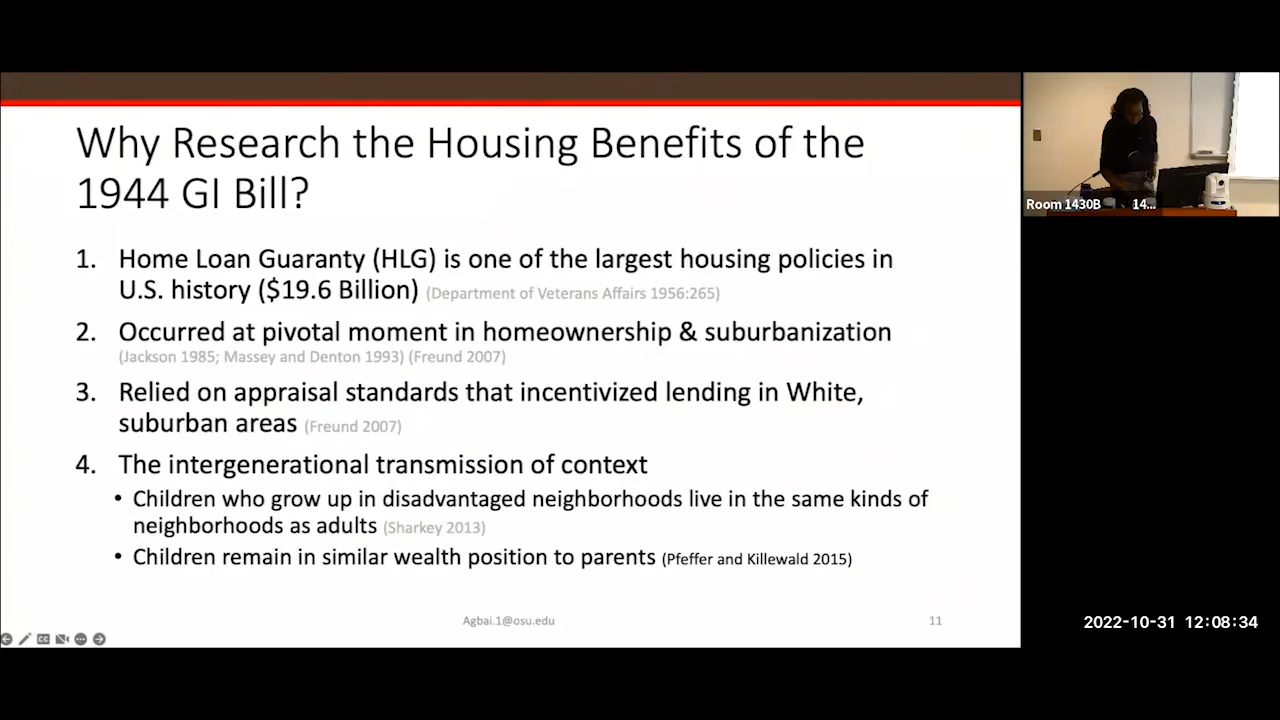 Why Research the Housing Benefits of the
1944 GI Bill?
1. Home Loan Guaranty (HLG) is one of the largest housing policies in
U.S. history ($19.6 Billion) (Department of Veterans Affairs 1956:265)
2. Occurred at pivotal moment in homeownership & suburbanization
(Jackson 1985; Massey and Denton 1993) (Freund 2007)
3. Relied on appraisal standards that incentivized lending in White,
suburban areas (Freund 2007)
4. The intergenerational transmission of context
• Children who grow up in disadvantaged neighborhoods live in the same kinds of
neighborhoods as adults (Sharkey 2013)
• Children remain in similar wealth position to parents (Pfeffer and Killewald 2015)
Agbai.1@osu.edu 11
CC
Room 1430B 14...
2022-10-31 12:08:34